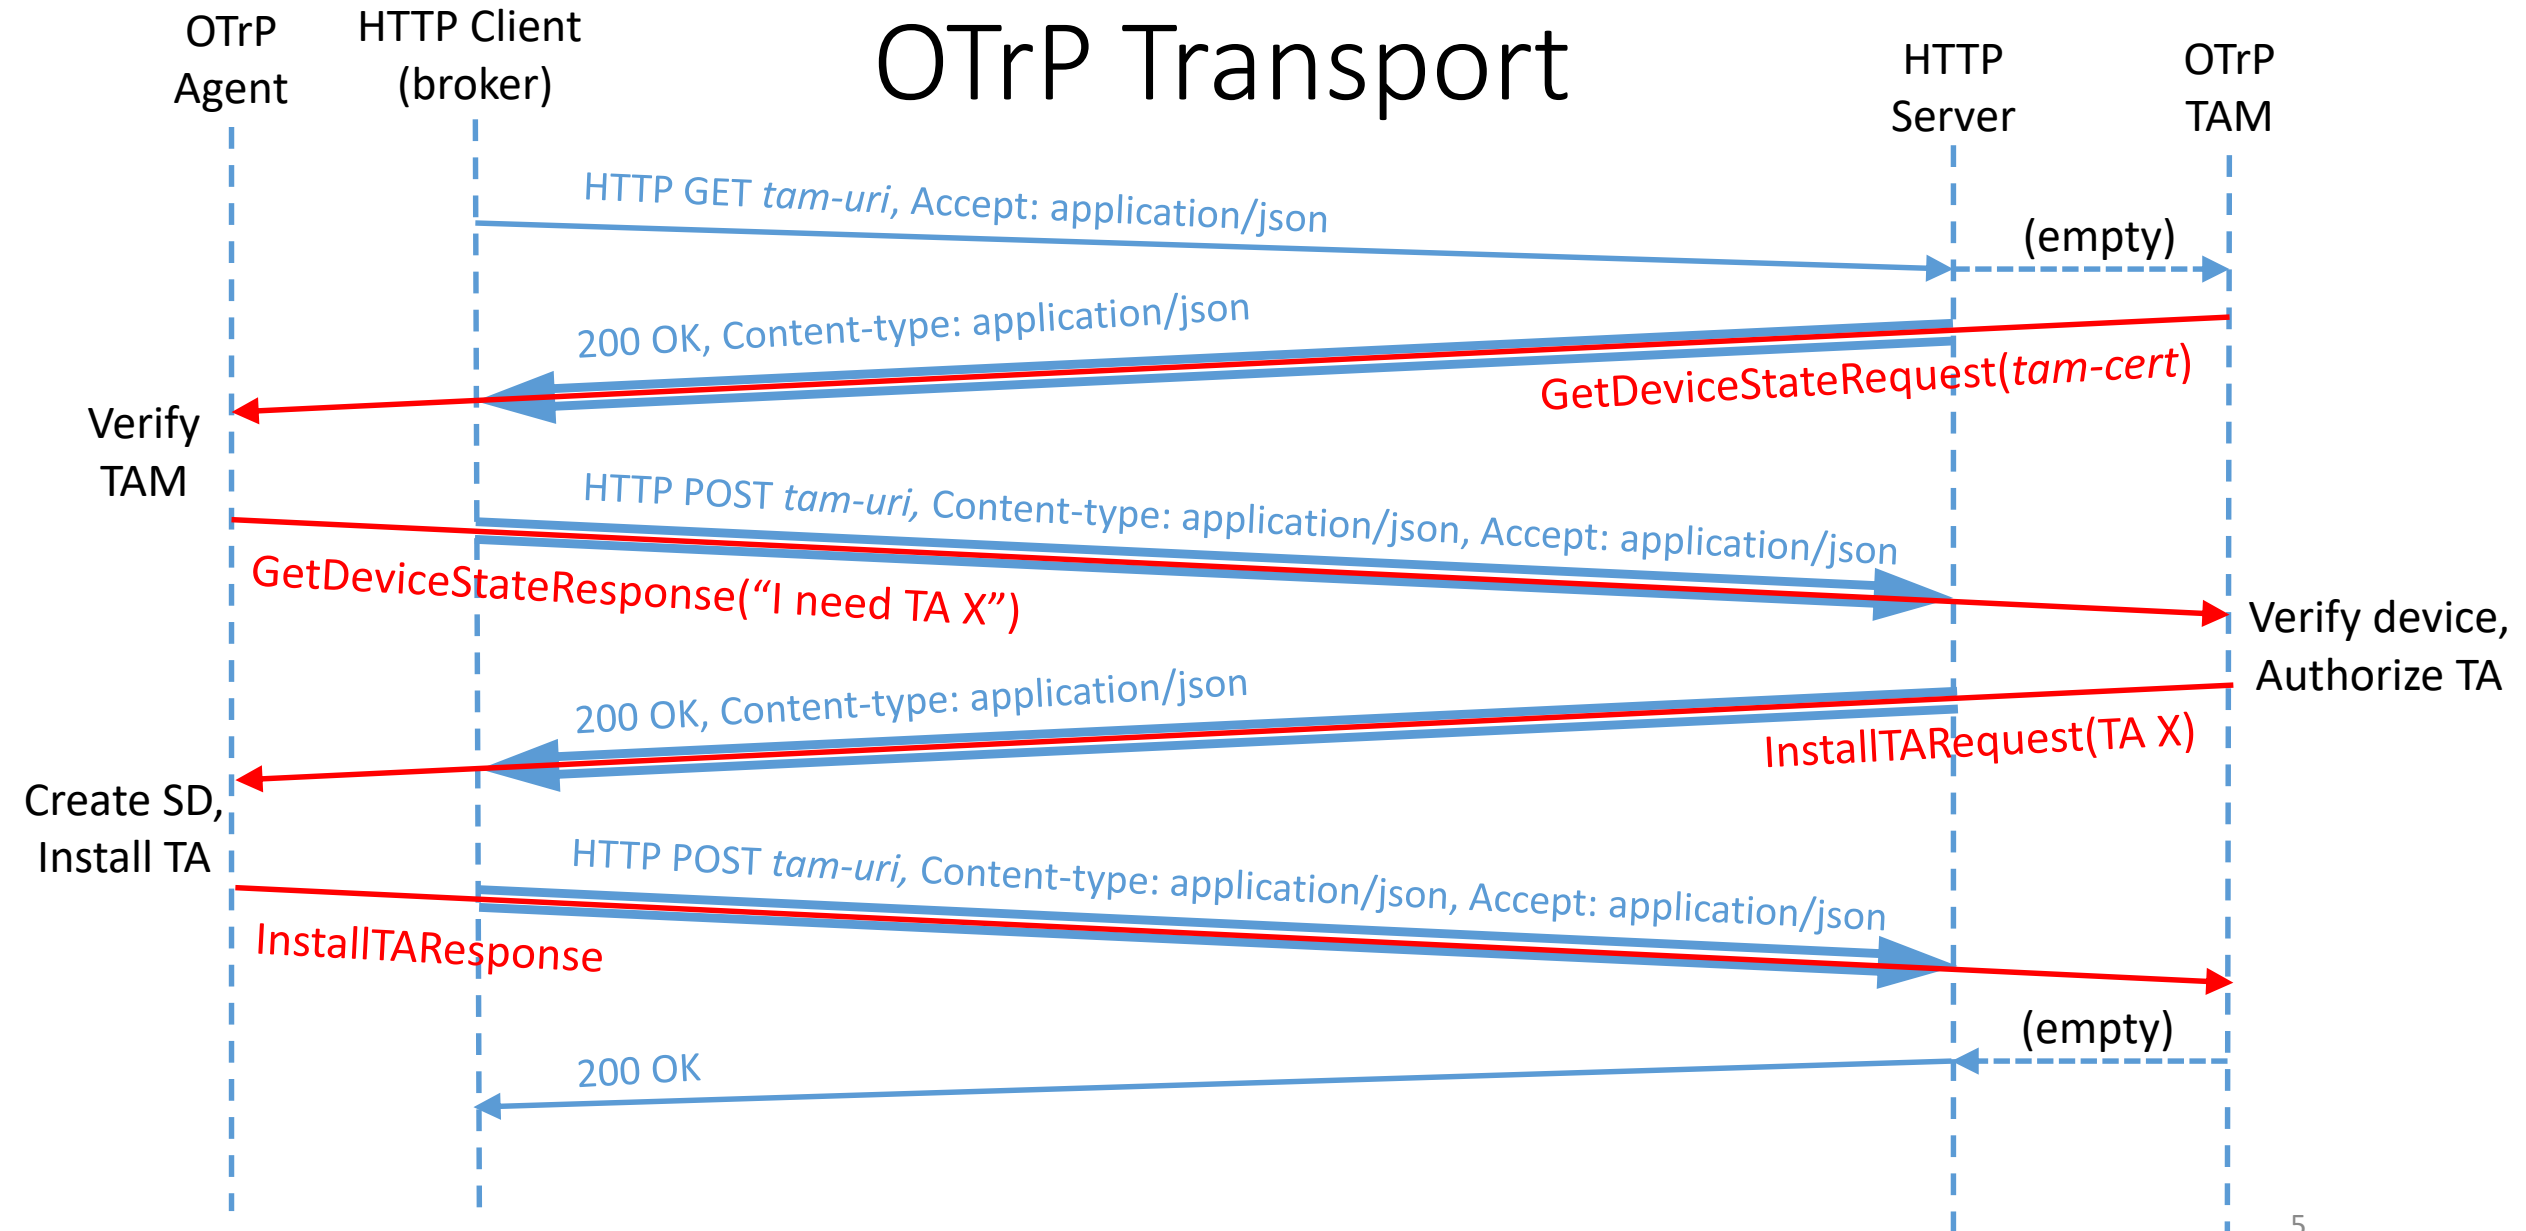 OTrP Transport
OTrP
Agent
HTTP Client
(broker)
HTTP
Server
OTrP
TAM
HTTP GET tam-uri, Accept: application/json
(empty)
200 OK, Content-type: application/json
GetDeviceStateRequest(tam-cert)
Verify
TAM
HTTP POST tam-uri, Content-type: application/json, Accept: application/json
GetDeviceStateResponse(“I need TA X”)
Verify device,
Authorize TA
200 OK, Content-type: application/json
InstallTARequest(TA X)
Create SD,
Install TA
HTTP POST tam-uri, Content-type: application/json, Accept: application/json
InstallTAResponse
(empty)
200 OK
5